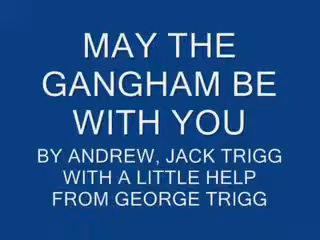 MAY THE
GANGHAM BE
WITH YOU
BY ANDREW, JACK TRIGG
WITH A LITTLE HELP
FROM GEORGE TRIGG